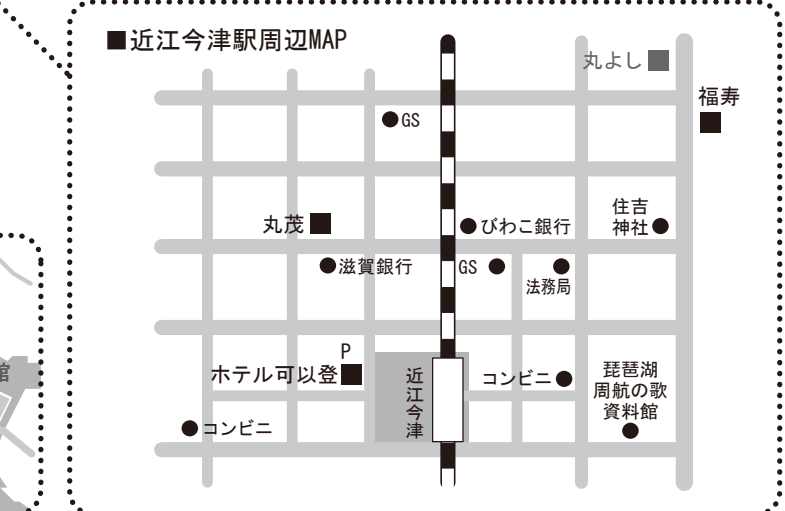 ■近江今津駅周辺MAP
丸よし■
福寿
●GS
丸茂■
●びわこ銀行
住吉
神社●
●滋賀銀行
GS ●
法務局
P
ホテル可以登■
近江今津
コンビニ●
琵琶湖
周航の歌
資料館
●コンビニ
館